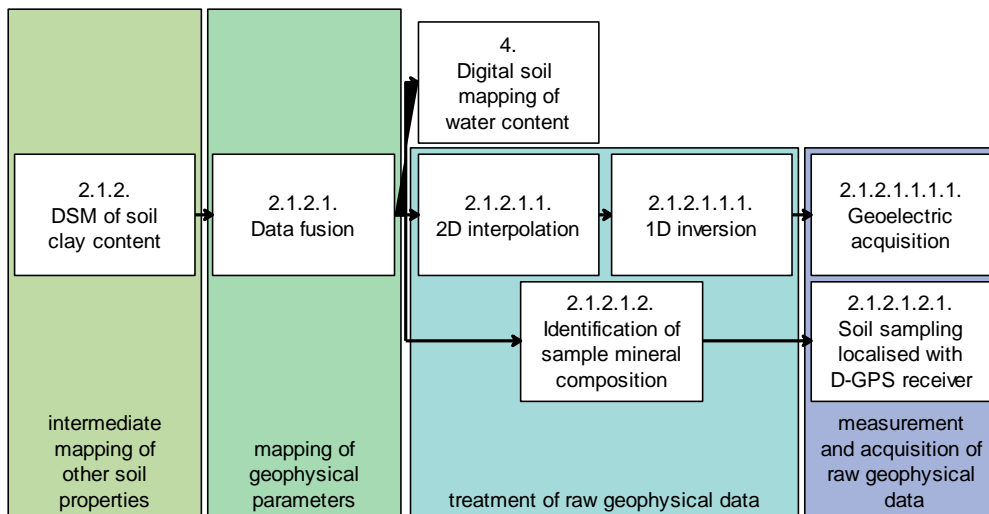 4.
Digital soil
mapping of
water content
2.1.2.
DSM of soil
clay content
2.1.2.1.
Data fusion
2.1.2.1.1.
2D interpolation
2.1.2.1.1.1.
1D inversion
2.1.2.1.1.1.1.
Geoelectric
acquisition
2.1.2.1.2.
Identification of
sample mineral
composition
2.1.2.1.2.1.
Soil sampling
localised with
D-GPS receiver
intermediate
mapping of
other soil
properties
mapping of
geophysical
parameters
treatment of raw geophysical data
measurement
and acquisition of
raw geophysical
data